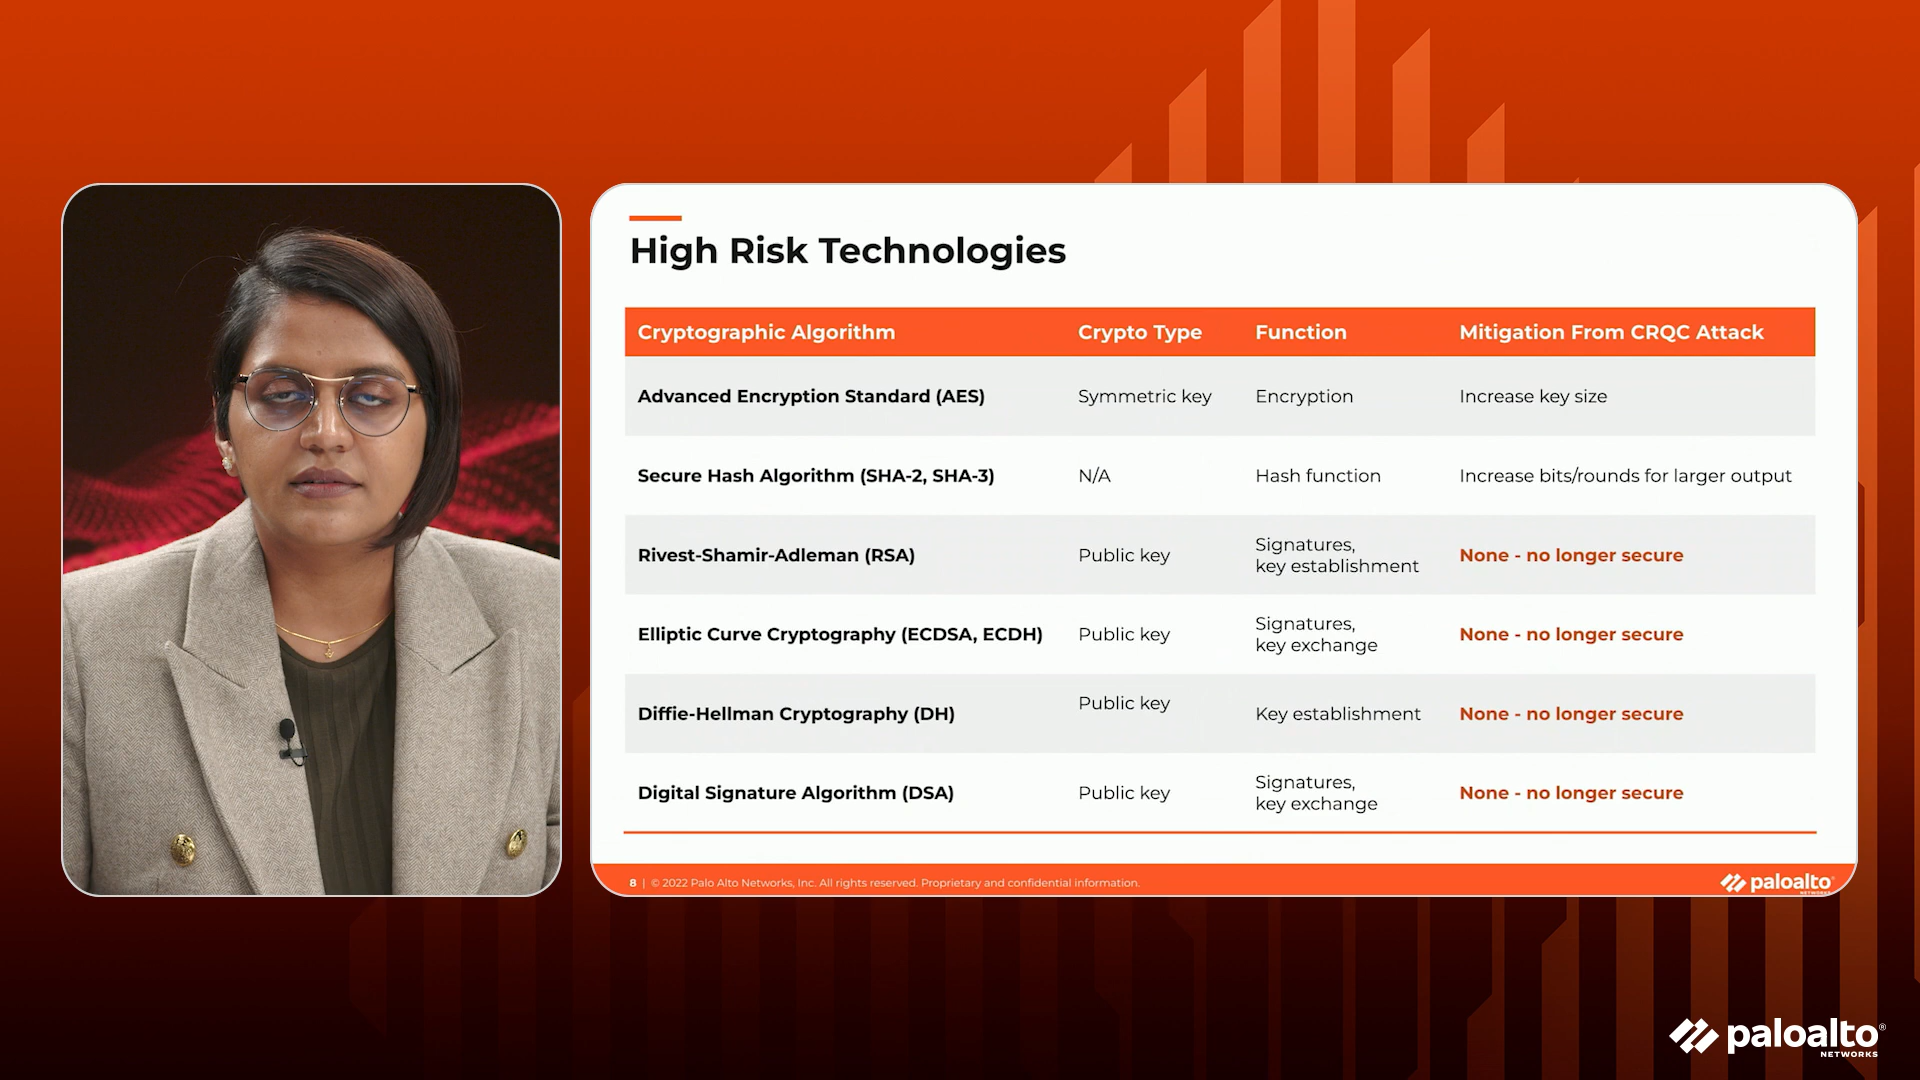 High Risk Technologies
Cryptographic Algorithm Crypto Type Function Mitigation From CRQC Attack
Advanced Encryption Standard (AES) Symmetric key Encryption Increase key size
Secure Hash Algorithm (SHA-2, SHA-3) N/A Hash function Increase bits/rounds for larger output
Rivest-Shamir-Adleman (RSA) Public key Signatures,
key establishment None - no longer secure
Elliptic Curve Cryptography (ECDSA, ECDH) Public key Signatures,
key exchange None - no longer secure
Diffie-Hellman Cryptography (DH) Public key Key establishment None - no longer secure
Digital Signature Algorithm (DSA) Public key Signatures,
key exchange None - no longer secure
8 | © 2022 Palo Alto Networks, Inc. All rights reserved. Proprietary and confidential information.
paloalto®
NETWORKS
paloalto®
NETWORKS